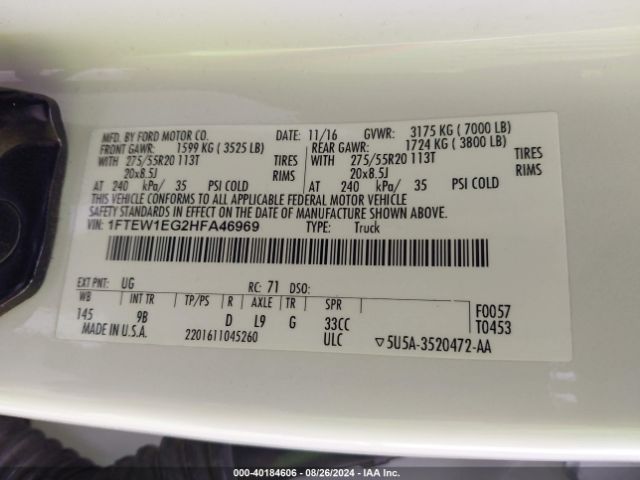 MFD. BY FORD MOTOR CO. DATE: 11/16 GVWR: 3175 KG ( 7000 LB)
FRONT GAWR: 1599 KG ( 3525 LB) REAR GAWR: 1724 KG ( 3800 LB)
WITH 275/55R20 113T TIRES WITH 275/55R20 113T TIRES
20x8.5J RIMS 20x8.5J RIMS
AT 240 kPa/ 35 PSI COLD AT 240 kPa/ 35 PSI COLD
THIS VEHICLE CONFORMS TO ALL APPLICABLE FEDERAL MOTOR VEHICLE
SAFETY STANDARDS IN EFFECT ON THE DATE OF MANUFACTURE SHOWN ABOVE.
VIN: 1FTEW1EG2HFA46969 TYPE: Truck
EXT PNT: UG RC: 71 DSO:
WB INT TR TP/PS R AXLE TR SPR F0057
145 9B D L9 G 33CC T0453
MADE IN U.S.A. 2201611045260 ULC ▽5U5A-3520472-AA
000-40184606 - 08/26/2024 - IAA Inc.